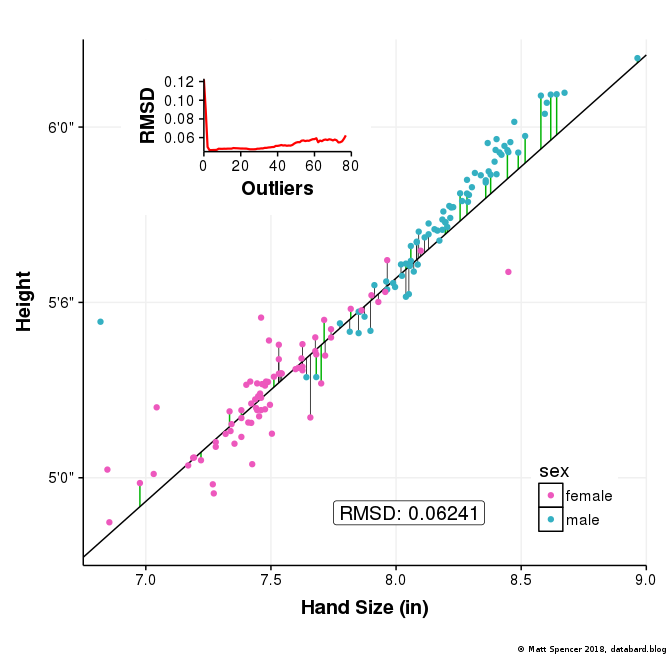 0.12
0.10
0.08
0.06
RMSD
0 20 40 60 80
Outliers
6'0"
5'6"
5'0"
Height
sex
female
male
RMSD: 0.06241
7.0 7.5 8.0 8.5 9.0
Hand Size (in)
© Matt Spencer 2018, databard.blog